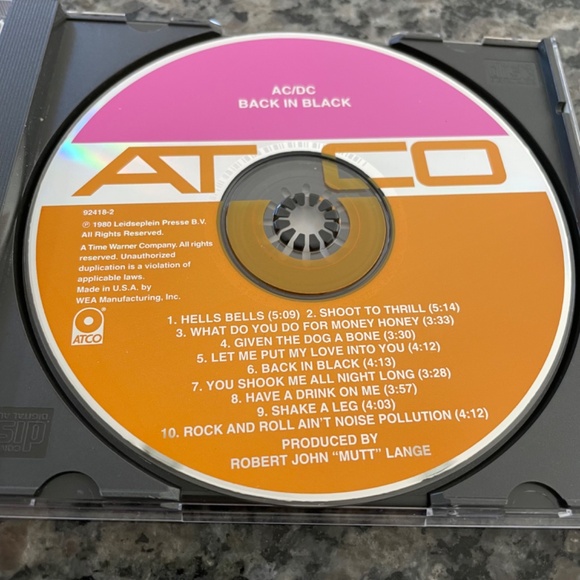 AC/DC
BACK IN BLACK
ATCO
92418-2
℗ 1980 Leidseplein Presse B.V.
All Rights Reserved.
A Time Warner Company. All rights
reserved. Unauthorized
duplication is a violation of
applicable laws.
Made in U.S.A. by
WEA Manufacturing, Inc.
ATCO
1. HELLS BELLS (5:09) 2. SHOOT TO THRILL (5:14)
3. WHAT DO YOU DO FOR MONEY HONEY (3:33)
4. GIVEN THE DOG A BONE (3:30)
5. LET ME PUT MY LOVE INTO YOU (4:12)
6. BACK IN BLACK (4:13)
7. YOU SHOOK ME ALL NIGHT LONG (3:28)
8. HAVE A DRINK ON ME (3:57)
9. SHAKE A LEG (4:03)
10. ROCK AND ROLL AIN'T NOISE POLLUTION (4:12)
PRODUCED BY
ROBERT JOHN "MUTT" LANGE